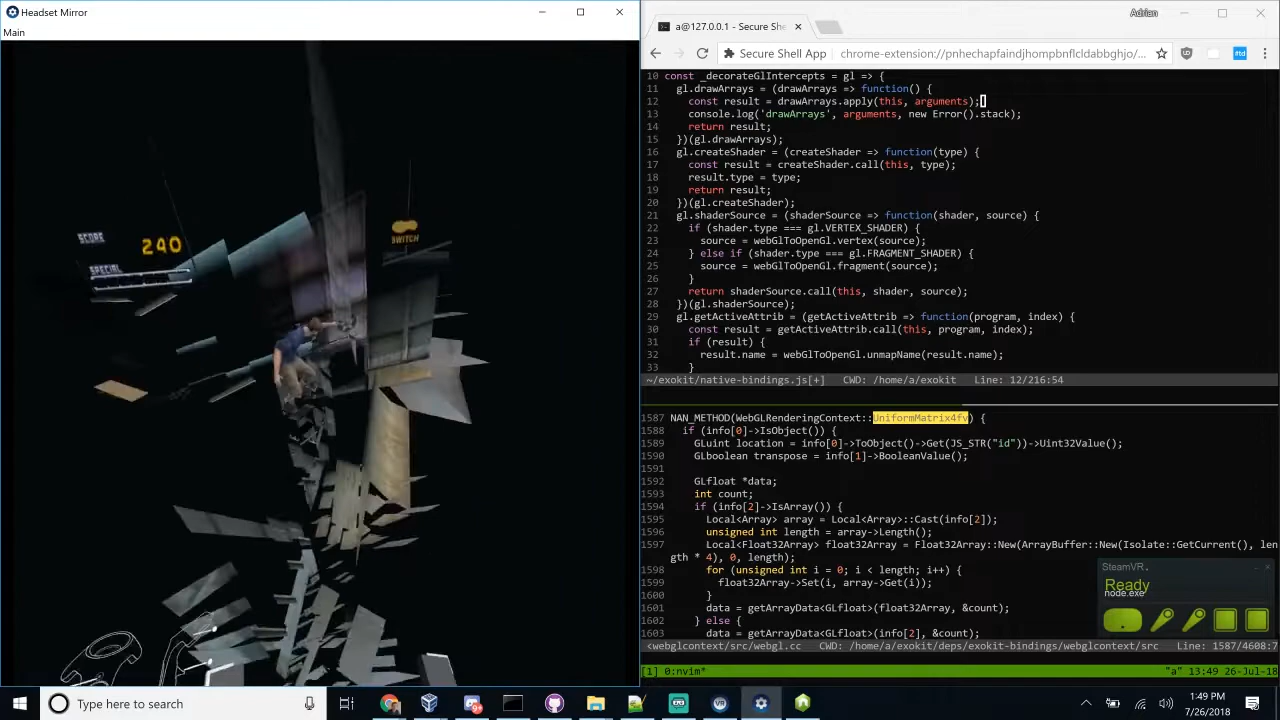 Headset Mirror
Main
SCORE
240
SPECIAL
SWITCH
Adrian
a@127.0.0.1 - Secure She
Secure Shell App
chrome-extension://pnhechapfaindjhompbnflcldabbghjo/...
10 const _decorateGlIntercepts = gl => {
11 gl.drawArrays = (drawArrays => function() {
12 const result = drawArrays.apply(this, arguments);
13 console.log('drawArrays', arguments, new Error().stack);
14 return result;
15 })(gl.drawArrays);
16 gl.createShader = (createShader => function(type) {
17 const result = createShader.call(this, type);
18 result.type = type;
19 return result;
20 })(gl.createShader);
21 gl.shaderSource = (shaderSource => function(shader, source) {
22 if (shader.type === gl.VERTEX_SHADER) {
23 source = webGlToOpenGl.vertex(source);
24 } else if (shader.type === gl.FRAGMENT_SHADER) {
25 source = webGlToOpenGl.fragment(source);
26 }
27 return shaderSource.call(this, shader, source);
28 })(gl.shaderSource);
29 gl.getActiveAttrib = (getActiveAttrib => function(program, index) {
30 const result = getActiveAttrib.call(this, program, index);
31 if (result) {
32 result.name = webGlToOpenGl.unmapName(result.name);
33 }
~/exokit/native-bindings.js[+] CWD: /home/a/exokit Line: 12/216:54
1587 NAN_METHOD(WebGLRenderingContext::UniformMatrix4fv) {
1588 if (info[0]->IsObject()) {
1589 GLuint location = info[0]->ToObject()->Get(JS_STR("id"))->Uint32Value();
1590 GLboolean transpose = info[1]->BooleanValue();
1591
1592 GLfloat *data;
1593 int count;
1594 if (info[2]->IsArray()) {
1595 Local<Array> array = Local<Array>::Cast(info[2]);
1596 unsigned int length = array->Length();
1597 Local<Float32Array> float32Array = Float32Array::New(ArrayBuffer::New(Isolate::GetCurrent(), len
gth * 4), 0, length);
1598 for (unsigned int i = 0; i < length; i++) {
1599 float32Array->Set(i, array->Get(i));
1600 }
1601 data = getArrayData<GLfloat>(float32Array, &count);
1602 } else {
1603 data = getArrayData<GLfloat>(info[2], &count);
<webglcontext/src/webgl.cc CWD: /home/a/exokit/deps/exokit-bindings/webglcontext/src Line: 1587/4608:7
[1] 0:nvim* "a" 13:49 26-Jul-18
SteamVR
Ready
node.exe
Type here to search
1:49 PM
7/26/2018